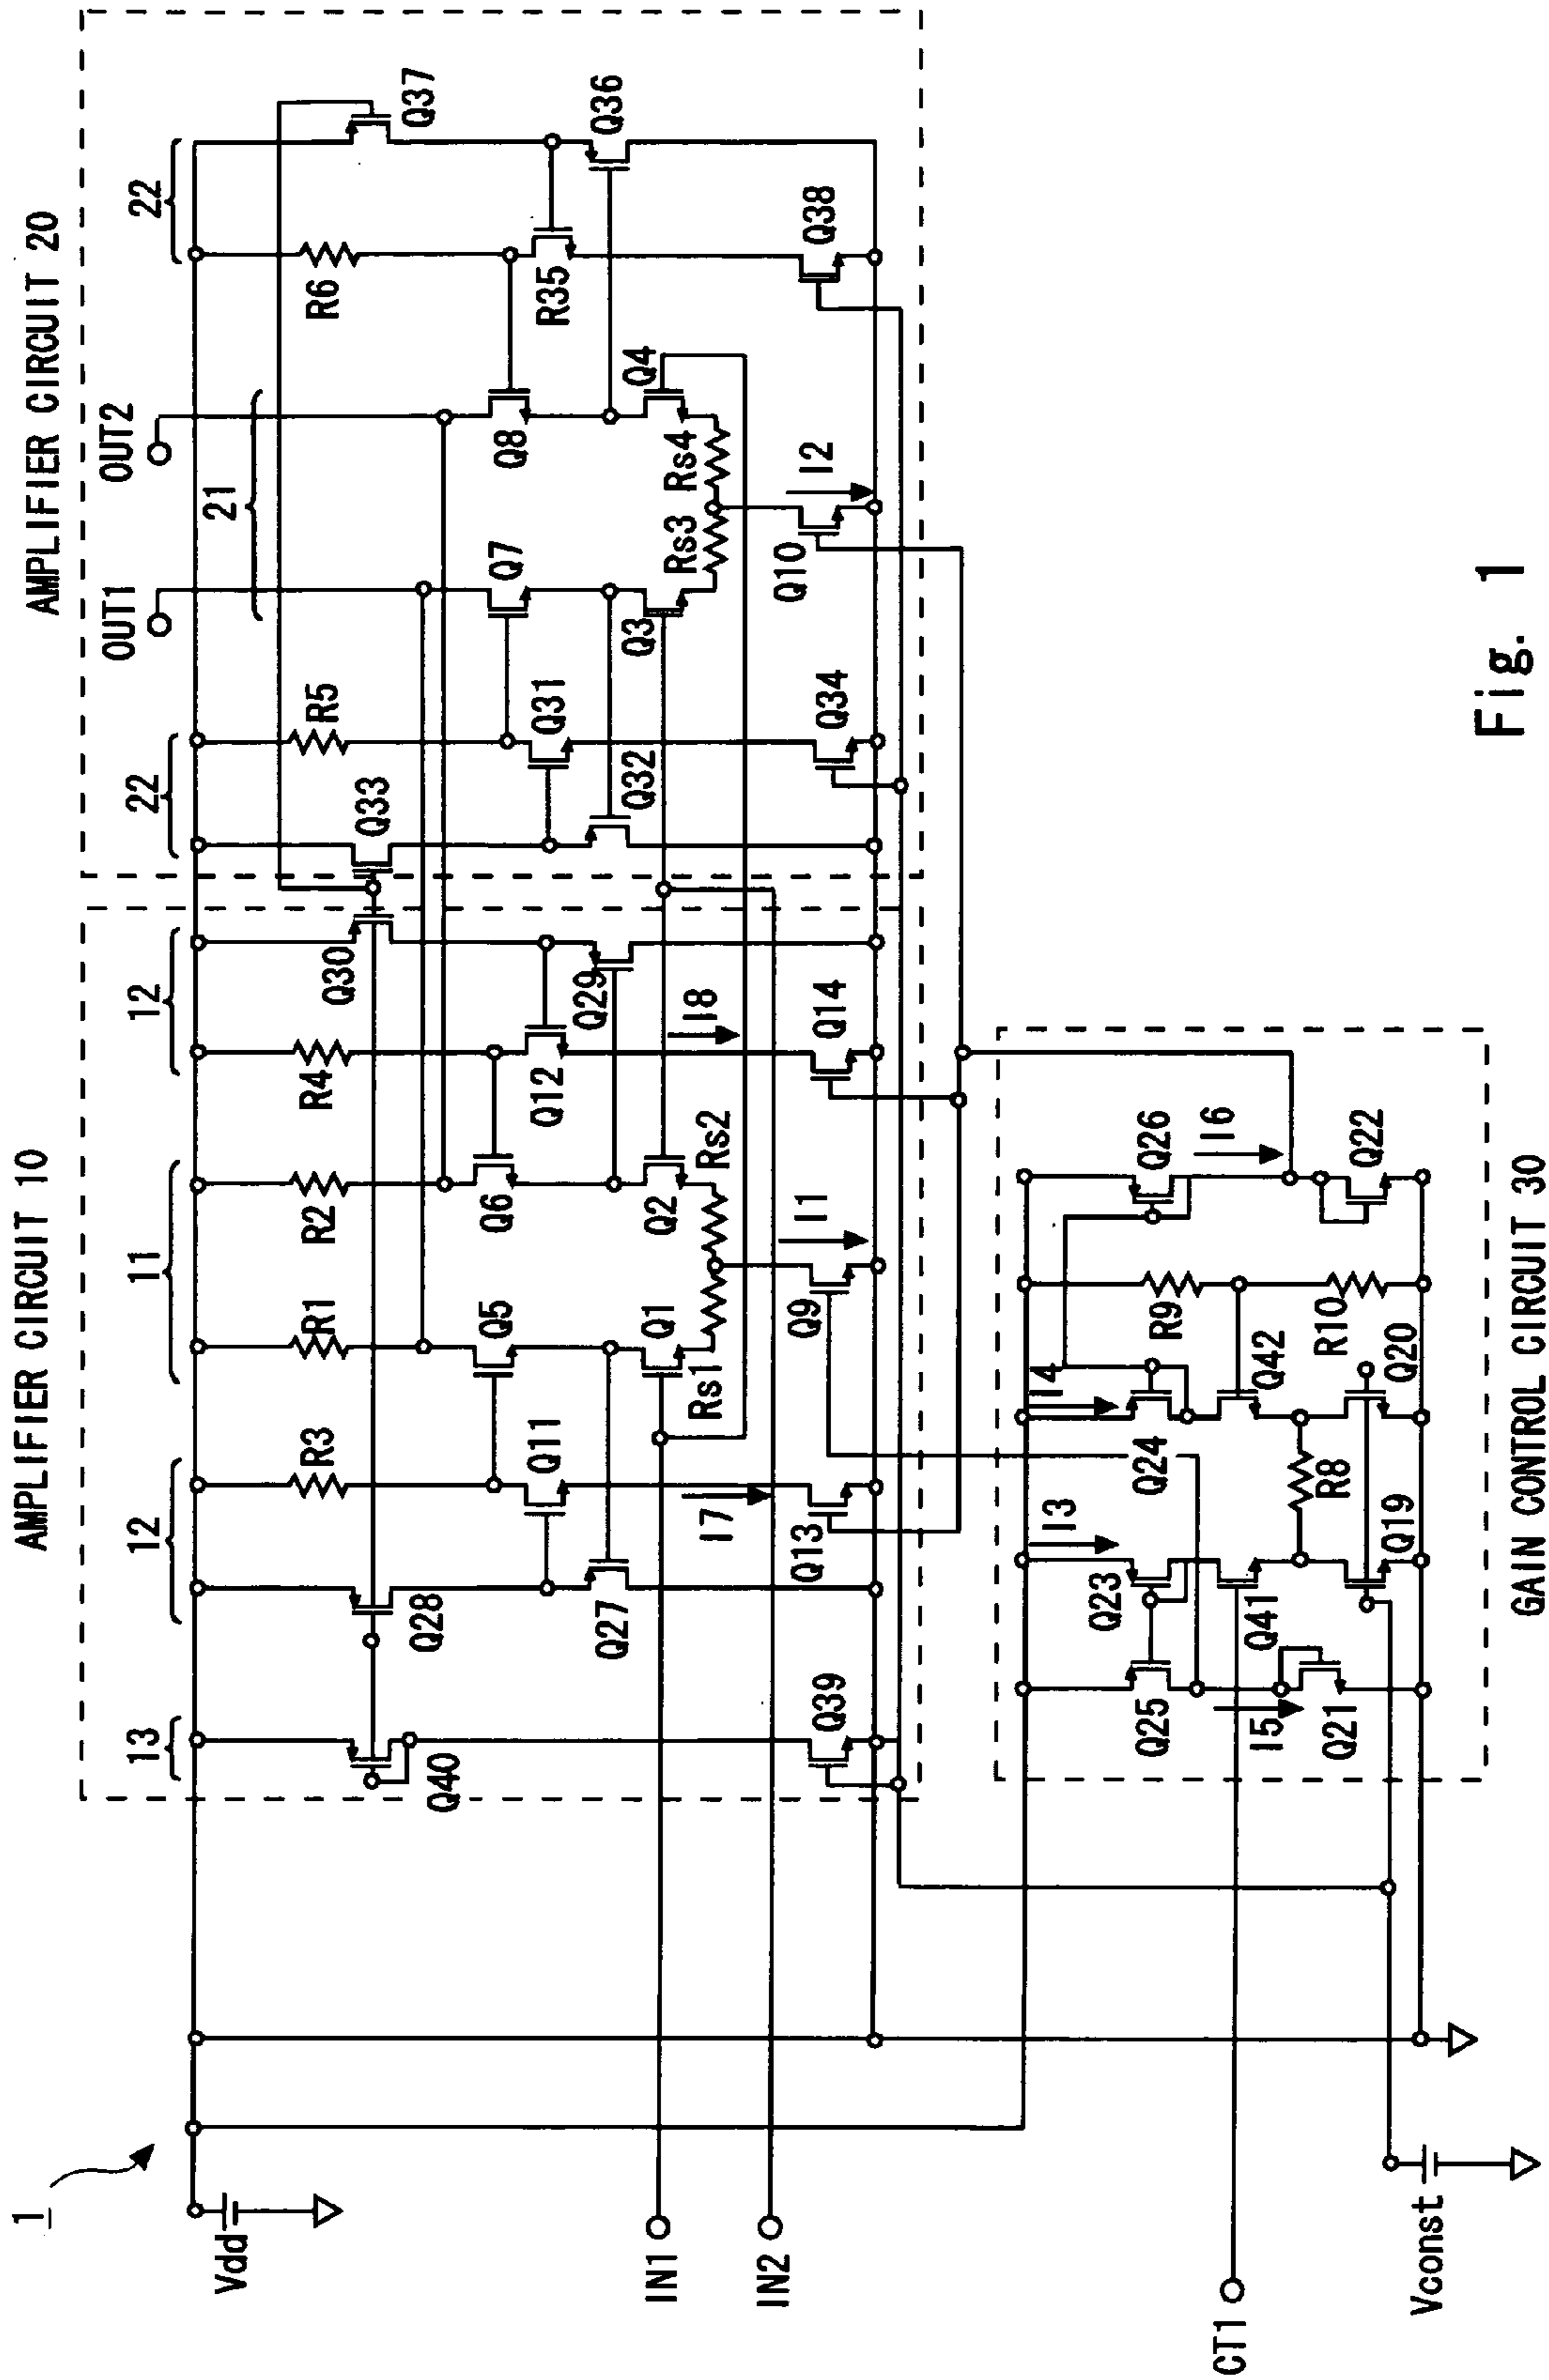 1
AMPLIFIER CIRCUIT 10
AMPLIFIER CIRCUIT 20
OUT1
OUT2
13
12
11
12
22
21
22
Vdd
R3
R1
R2
R4
R5
R6
Q40
Q28
Q30
Q33
Q37
Q11
Q5
Q6
Q12
Q31
Q7
Q8
R35
Q27
Q1
Q2
Q29
Q32
Q3
Q4
Q36
Rs1
Rs2
Rs3
Rs4
IN1
IN2
I7
I8
I1
I2
Q39
Q13
Q9
Q14
Q34
Q10
Q38
I3
I4
I6
Q25
Q23
Q24
R9
Q26
Q41
Q42
I5
Q21
R8
R10
Q19
Q20
Q22
CT1
Vconst
GAIN CONTROL CIRCUIT 30
Fig. 1